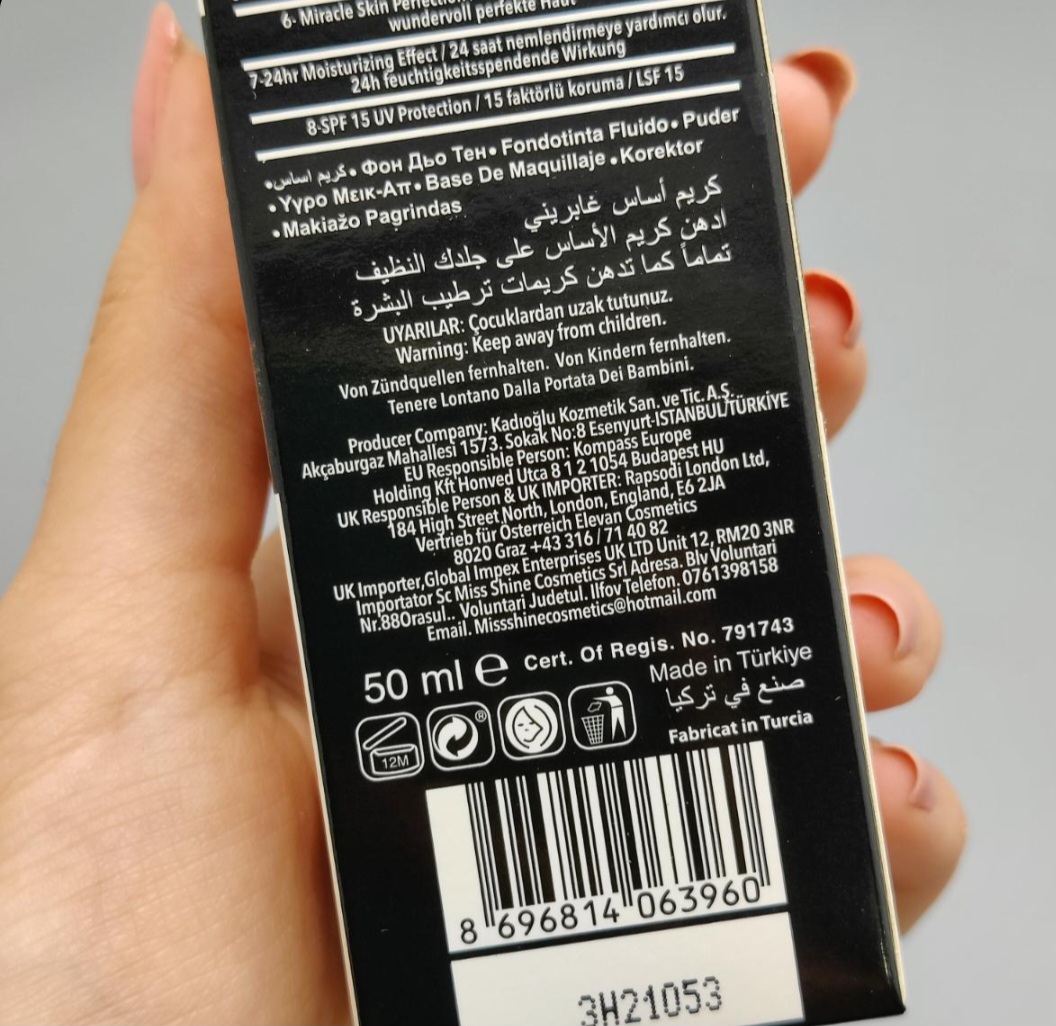 6- Miracle Skin
wundervoll perfekte Haut
7-24hr Moisturizing Effect / 24 saat nemlendirmeye yardımcı olur.
24h feuchtigkeitsspendende Wirkung
8-SPF 15 UV Protection / 15 faktörlü koruma / LSF 15
•كريم اساس • Фон Дьо Тен • Fondotinta Fluido • Puder
• Υγρο Μεικ-Απ • Base De Maquillaje • Korektor
• Makiažo Pagrindas
كريم أساس غابريني
ادهن كريم الأساس على جلدك النظيف
تماماً كما تدهن كريمات ترطيب البشرة
UYARILAR: Çocuklardan uzak tutunuz.
Warning: Keep away from children.
Von Zündquellen fernhalten. Von Kindern fernhalten.
Tenere Lontano Dalla Portata Dei Bambini.
Producer Company: Kadıoğlu Kozmetik San. ve Tic. A.Ş.
Akçaburgaz Mahallesi 1573. Sokak No:8 Esenyurt-İSTANBUL/TÜRKİYE
EU Responsible Person: Kompass Europe
Holding Kft Honved Utca 8 1 2 1054 Budapest HU
UK Responsible Person & UK IMPORTER: Rapsodi London Ltd,
184 High Street North, London, England, E6 2JA
Vertrieb für Österreich Elevan Cosmetics
8020 Graz +43 316 / 71 40 82
UK Importer,Global Impex Enterprises UK LTD Unit 12, RM20 3NR
Importator Sc Miss Shine Cosmetics Srl Adresa. Blv Voluntari
Nr.88Orasul.. Voluntari Judetul. Ilfov Telefon. 0761398158
Email. Missshinecosmetics@hotmail.com
50 ml ℮ Cert. Of Regis. No. 791743
Made in Türkiye
صنع في تركيا
Fabricat in Turcia
12M
®
8 696814 063960
3H21053